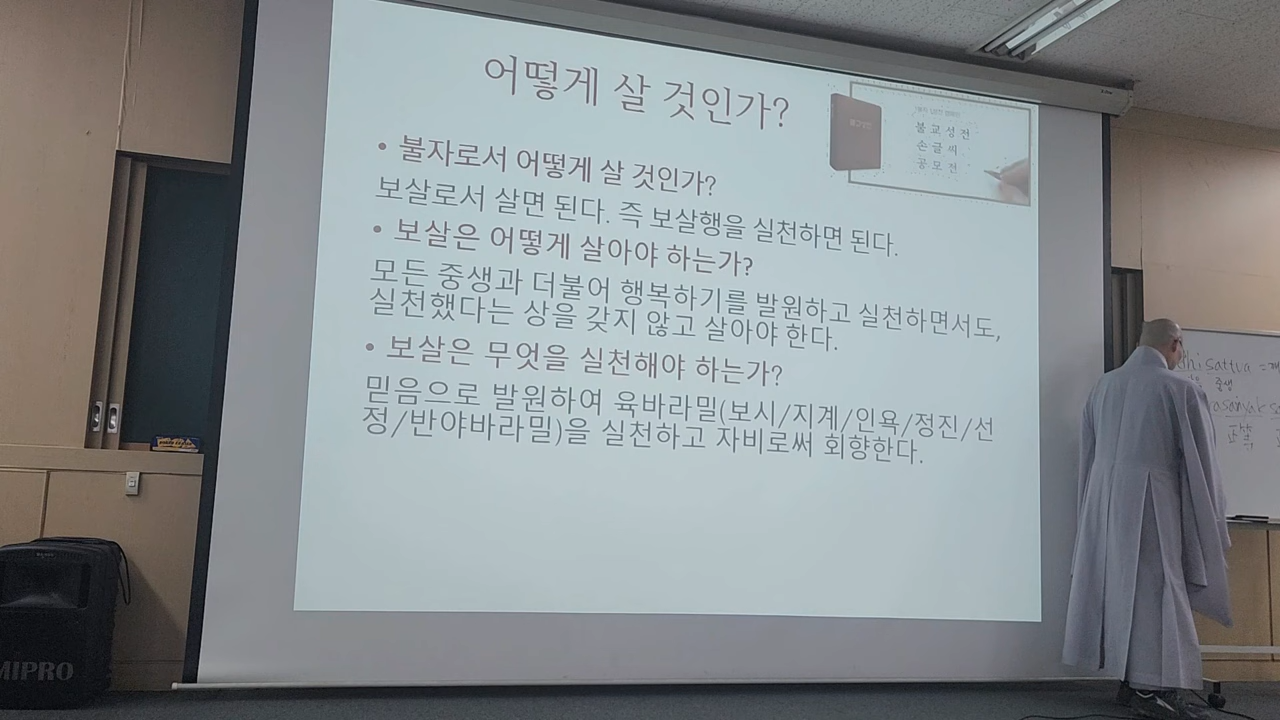 어떻게 살 것인가?
불교성전
손글씨
공모전
• 불자로서 어떻게 살 것인가?
보살로서 살면 된다. 즉 보살행을 실천하면 된다.
• 보살은 어떻게 살아야 하는가?
모든 중생과 더불어 행복하기를 발원하고 실천하면서도,
실천했다는 상을 갖지 않고 살아야 한다.
• 보살은 무엇을 실천해야 하는가?
믿음으로 발원하여 육바라밀(보시/지계/인욕/정진/선
정/반야바라밀)을 실천하고 자비로써 회향한다.
hisattva =
중생
MIPRO